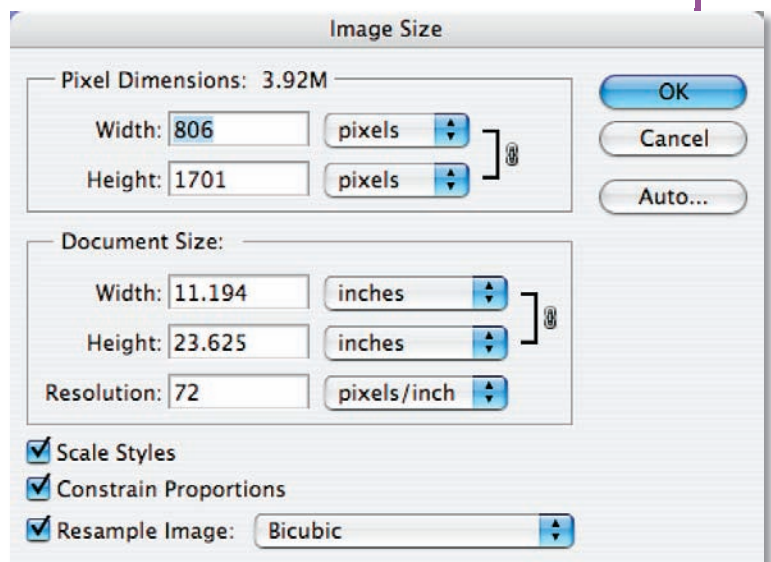 Image Size
Pixel Dimensions: 3.92M
Width: 806 pixels
Height: 1701 pixels
OK
Cancel
Auto...
Document Size:
Width: 11.194 inches
Height: 23.625 inches
Resolution: 72 pixels/inch
Scale Styles
Constrain Proportions
Resample Image: Bicubic